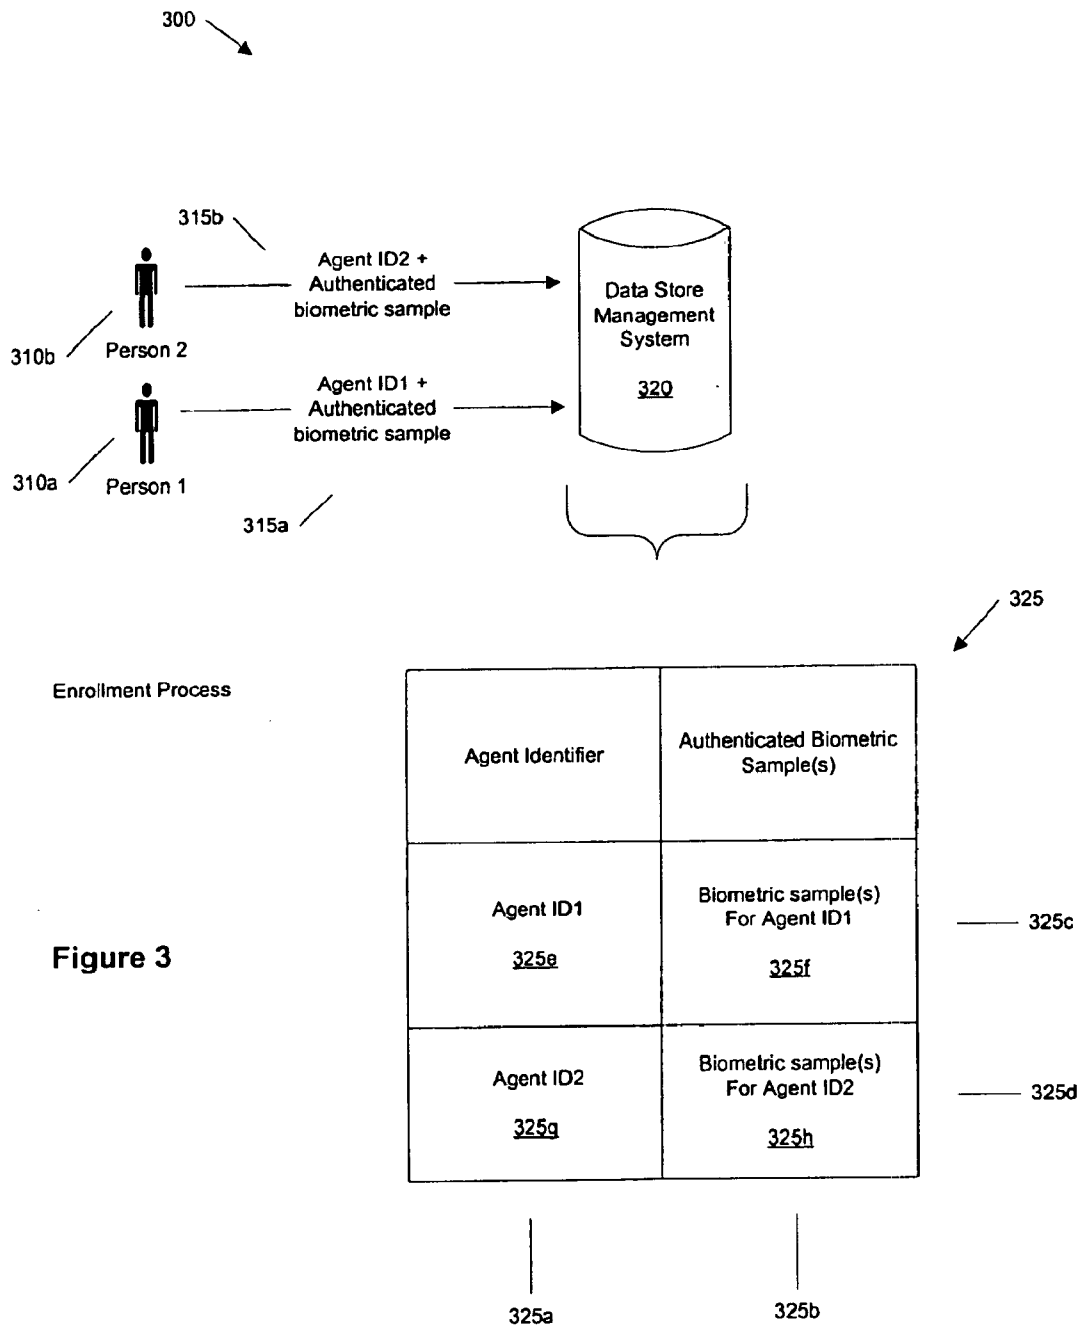 300
315b
Agent ID2 +
Authenticated
biometric sample
310b
Person 2
Agent ID1 +
Authenticated
biometric sample
310a
Person 1
315a
Data Store
Management
System
320
325
Enrollment Process
Agent Identifier
Authenticated Biometric
Sample(s)
Agent ID1
325e
Biometric sample(s)
For Agent ID1
325f
325c
Figure 3
Agent ID2
325g
Biometric sample(s)
For Agent ID2
325h
325d
325a
325b